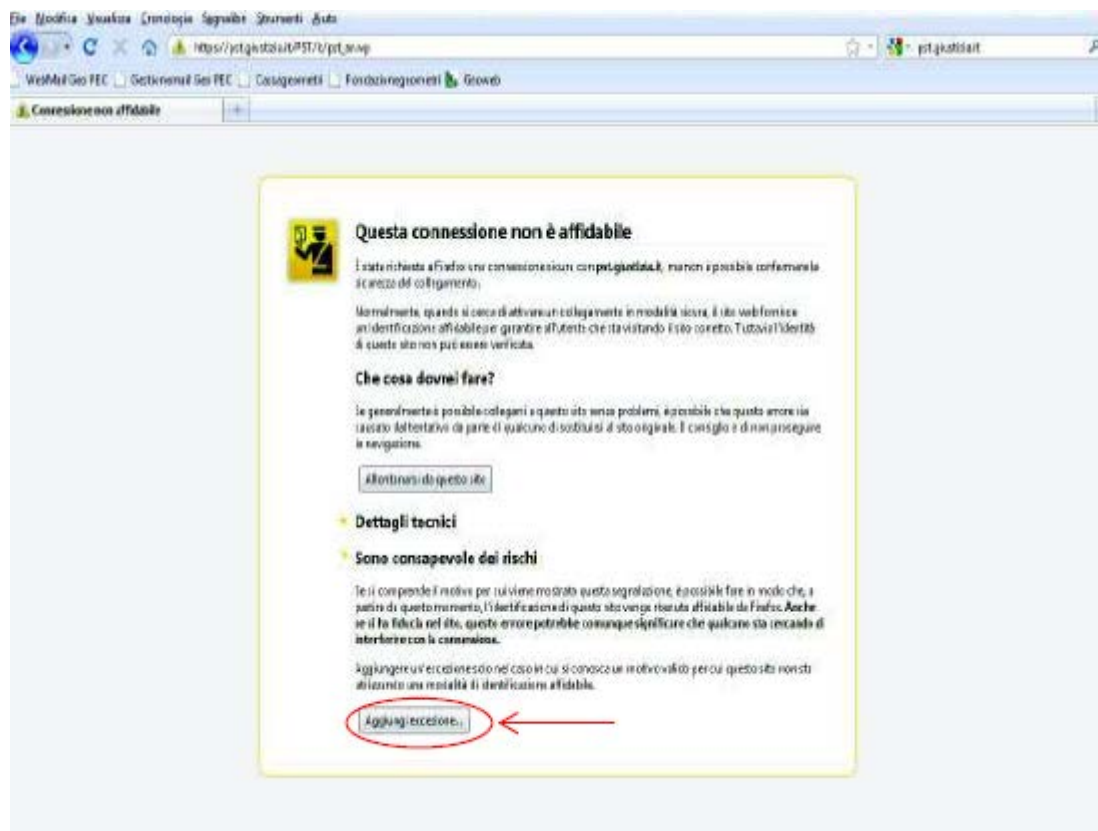 File Modifica Visualizza Cronologia Segnalibri Strumenti Aiuto
pst.giustizia.it
WebMail Geo PEC Gestionemail Geo PEC Cassageometri Fondazionegeometri Geoweb
Connessione non affidabile
Questa connessione non è affidabile
È stata richiesta a Firefox una connessione sicura con pst.giustizia.it, ma non è possibile confermare la
sicurezza del collegamento.
Normalmente, quando si cerca di attivare un collegamento in modalità sicura, il sito web fornisce
un'identificazione affidabile per garantire all'utente che sta visitando il sito corretto. Tuttavia l'identità
di questo sito non può essere verificata.
Che cosa dovrei fare?
Se generalmente è possibile collegarsi a questo sito senza problemi, è possibile che questo errore sia
causato dal tentativo da parte di qualcuno di sostituirsi al sito originale. Il consiglio è di non proseguire
la navigazione.
Allontanarsi da questo sito
Dettagli tecnici
Sono consapevole dei rischi
Se si comprende il motivo per cui viene mostrata questa segnalazione, è possibile fare in modo che, a
partire da questo momento, l'identificazione di questo sito venga ritenuta affidabile da Firefox. Anche
se si ha fiducia nel sito, questo errore potrebbe comunque significare che qualcuno sta cercando di
interferire con la connessione.
Aggiungere un'eccezione solo nel caso in cui si conosca un motivo valido per cui questo sito non stia
utilizzando una modalità di identificazione affidabile.
Aggiungi eccezione...